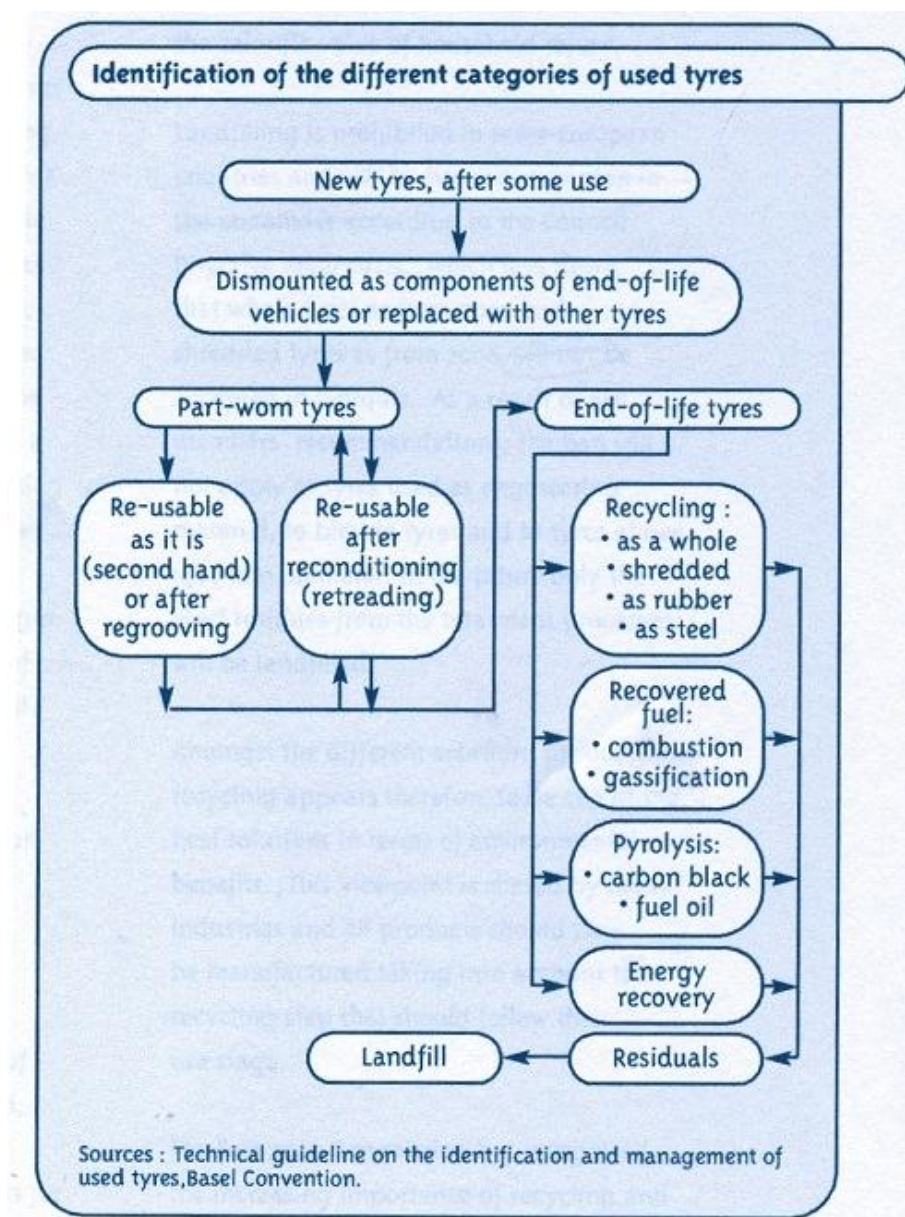 Identification of the different categories of used tyres
New tyres, after some use
Dismounted as components of end-of-life
vehicles or replaced with other tyres
Part-worn tyres
End-of-life tyres
Re-usable
as it is
(second hand)
or after
regrooving
Re-usable
after
reconditioning
(retreading)
Recycling :
• as a whole
• shredded
• as rubber
• as steel
Recovered
fuel:
• combustion
• gassification
Pyrolysis:
• carbon black
• fuel oil
Energy
recovery
Landfill
Residuals
Sources : Technical guideline on the identification and management of
used tyres,Basel Convention.